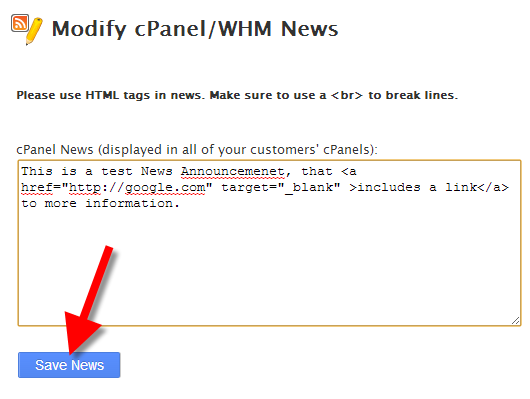 Modify cPanel/WHM News
Please use HTML tags in news. Make sure to use a <br> to break lines.
cPanel News (displayed in all of your customers' cPanels):
This is a test News Announcemenet, that <a
href="http://google.com" target="_blank" >includes a link</a>
to more information.
Save News